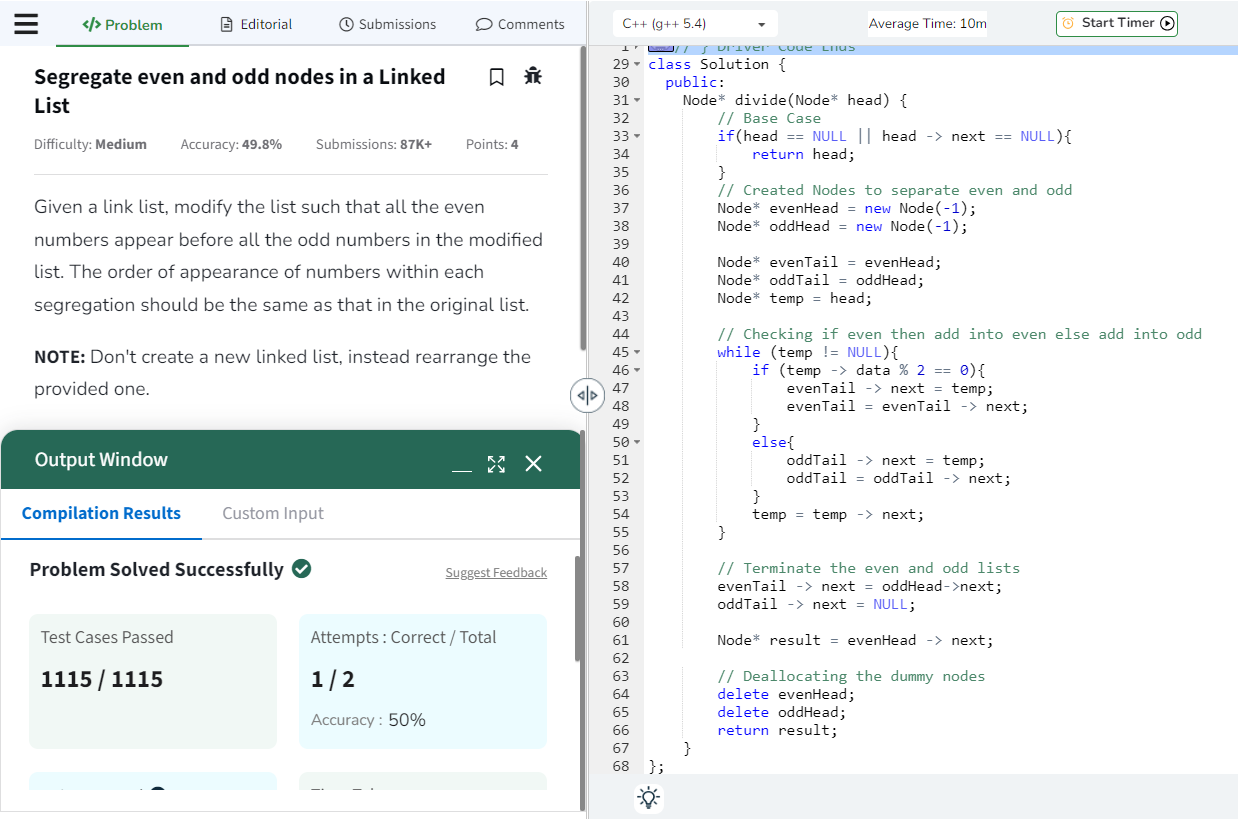 Problem
Editorial
Submissions
Comments
Segregate even and odd nodes in a Linked
List
Difficulty: Medium
Accuracy: 49.8%
Submissions: 87K+
Points: 4
Given a link list, modify the list such that all the even
numbers appear before all the odd numbers in the modified
list. The order of appearance of numbers within each
segregation should be the same as that in the original list.
NOTE: Don't create a new linked list, instead rearrange the
provided one.
Output Window
Compilation Results
Custom Input
Problem Solved Successfully
Suggest Feedback
Test Cases Passed
1115 / 1115
Attempts : Correct / Total
1 / 2
Accuracy : 50%
C++ (g++ 5.4)
Average Time: 10m
Start Timer
1 // } Driver Code Ends
29 class Solution {
30 public:
31 Node* divide(Node* head) {
32 // Base Case
33 if(head == NULL || head -> next == NULL){
34 return head;
35 }
36 // Created Nodes to separate even and odd
37 Node* evenHead = new Node(-1);
38 Node* oddHead = new Node(-1);
39
40 Node* evenTail = evenHead;
41 Node* oddTail = oddHead;
42 Node* temp = head;
43
44 // Checking if even then add into even else add into odd
45 while (temp != NULL){
46 if (temp -> data % 2 == 0){
47 evenTail -> next = temp;
48 evenTail = evenTail -> next;
49 }
50 else{
51 oddTail -> next = temp;
52 oddTail = oddTail -> next;
53 }
54 temp = temp -> next;
55 }
56
57 // Terminate the even and odd lists
58 evenTail -> next = oddHead->next;
59 oddTail -> next = NULL;
60
61 Node* result = evenHead -> next;
62
63 // Deallocating the dummy nodes
64 delete evenHead;
65 delete oddHead;
66 return result;
67 }
68 };